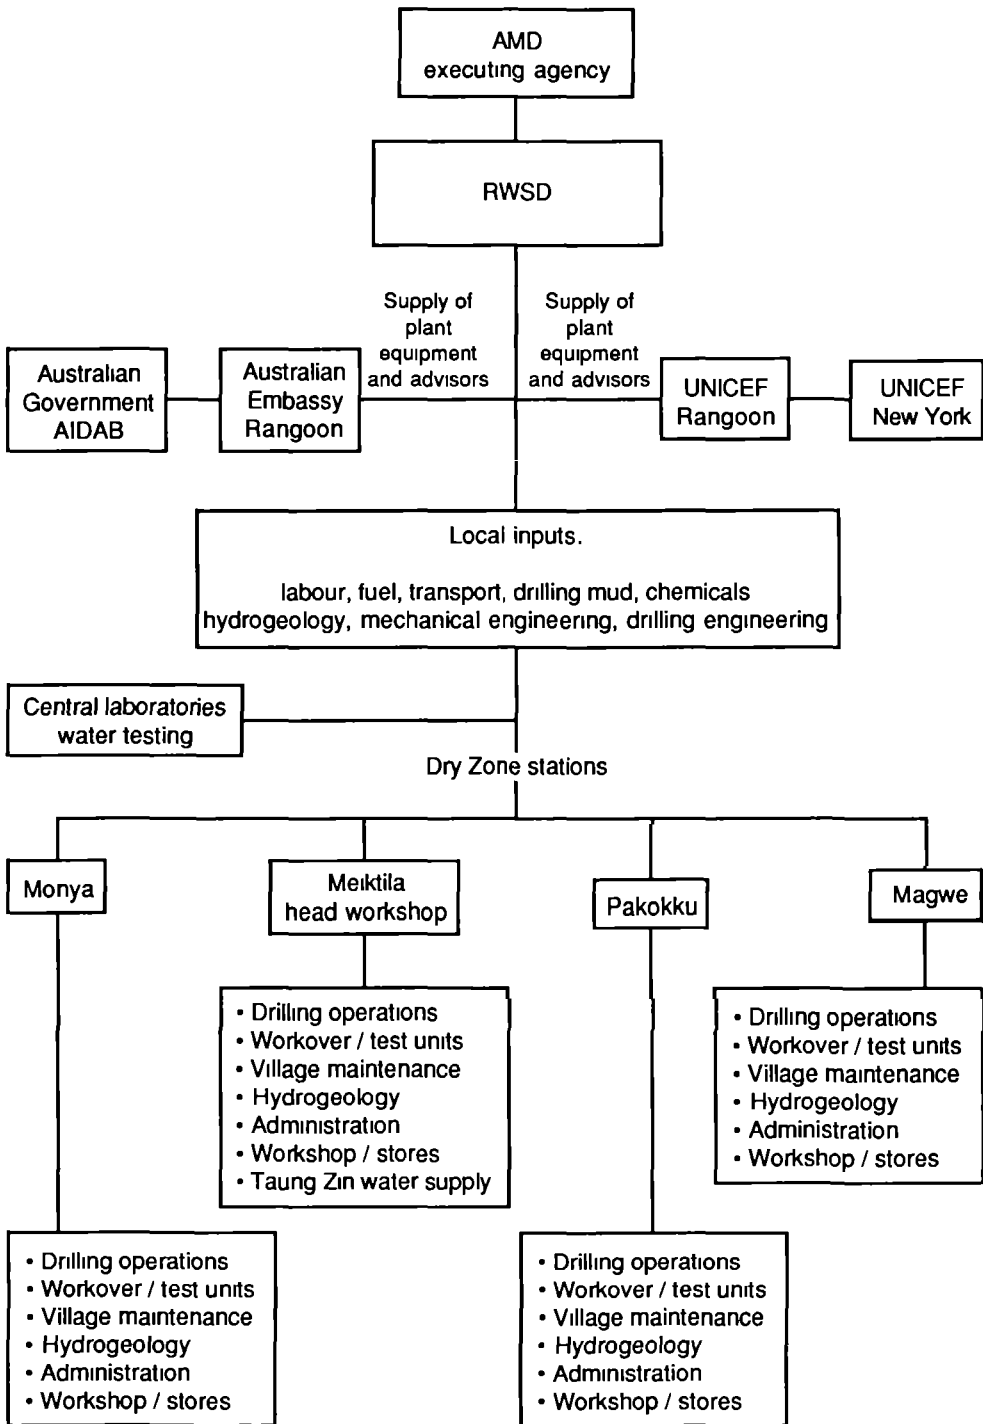 AMD
executing agency
RWSD
Supply of
plant
equipment
and advisors
Supply of
plant
equipment
and advisors
Australian
Government
AIDAB
Australian
Embassy
Rangoon
UNICEF
Rangoon
UNICEF
New York
Local inputs.
labour, fuel, transport, drilling mud, chemicals
hydrogeology, mechanical engineering, drilling engineering
Central laboratories
water testing
Dry Zone stations
Monya
Meiktila
head workshop
Pakokku
Magwe
• Drilling operations
• Workover / test units
• Village maintenance
• Hydrogeology
• Administration
• Workshop / stores
• Taung Zin water supply
• Drilling operations
• Workover / test units
• Village maintenance
• Hydrogeology
• Administration
• Workshop / stores
• Drilling operations
• Workover / test units
• Village maintenance
• Hydrogeology
• Administration
• Workshop / stores
• Drilling operations
• Workover / test units
• Village maintenance
• Hydrogeology
• Administration
• Workshop / stores